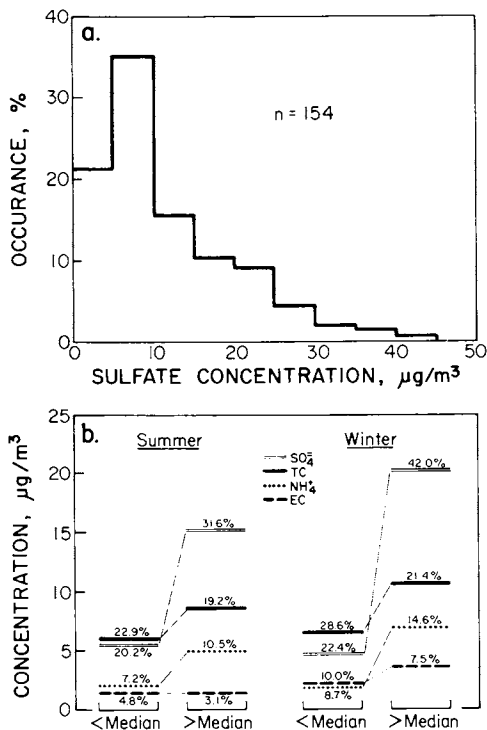 a.
40
30
20
10
0
OCCURANCE, %
n = 154
0 10 20 30 40 50
SULFATE CONCENTRATION, µg/m³
b.
25
20
15
10
5
0
CONCENTRATION, µg/m³
Summer
Winter
SO₄⁼
TC
NH₄⁺
EC
42.0%
31.6%
19.2%
21.4%
22.9%
20.2%
10.5%
28.6%
22.4%
14.6%
7.2%
4.8%
3.1%
10.0%
8.7%
7.5%
<Median >Median <Median >Median